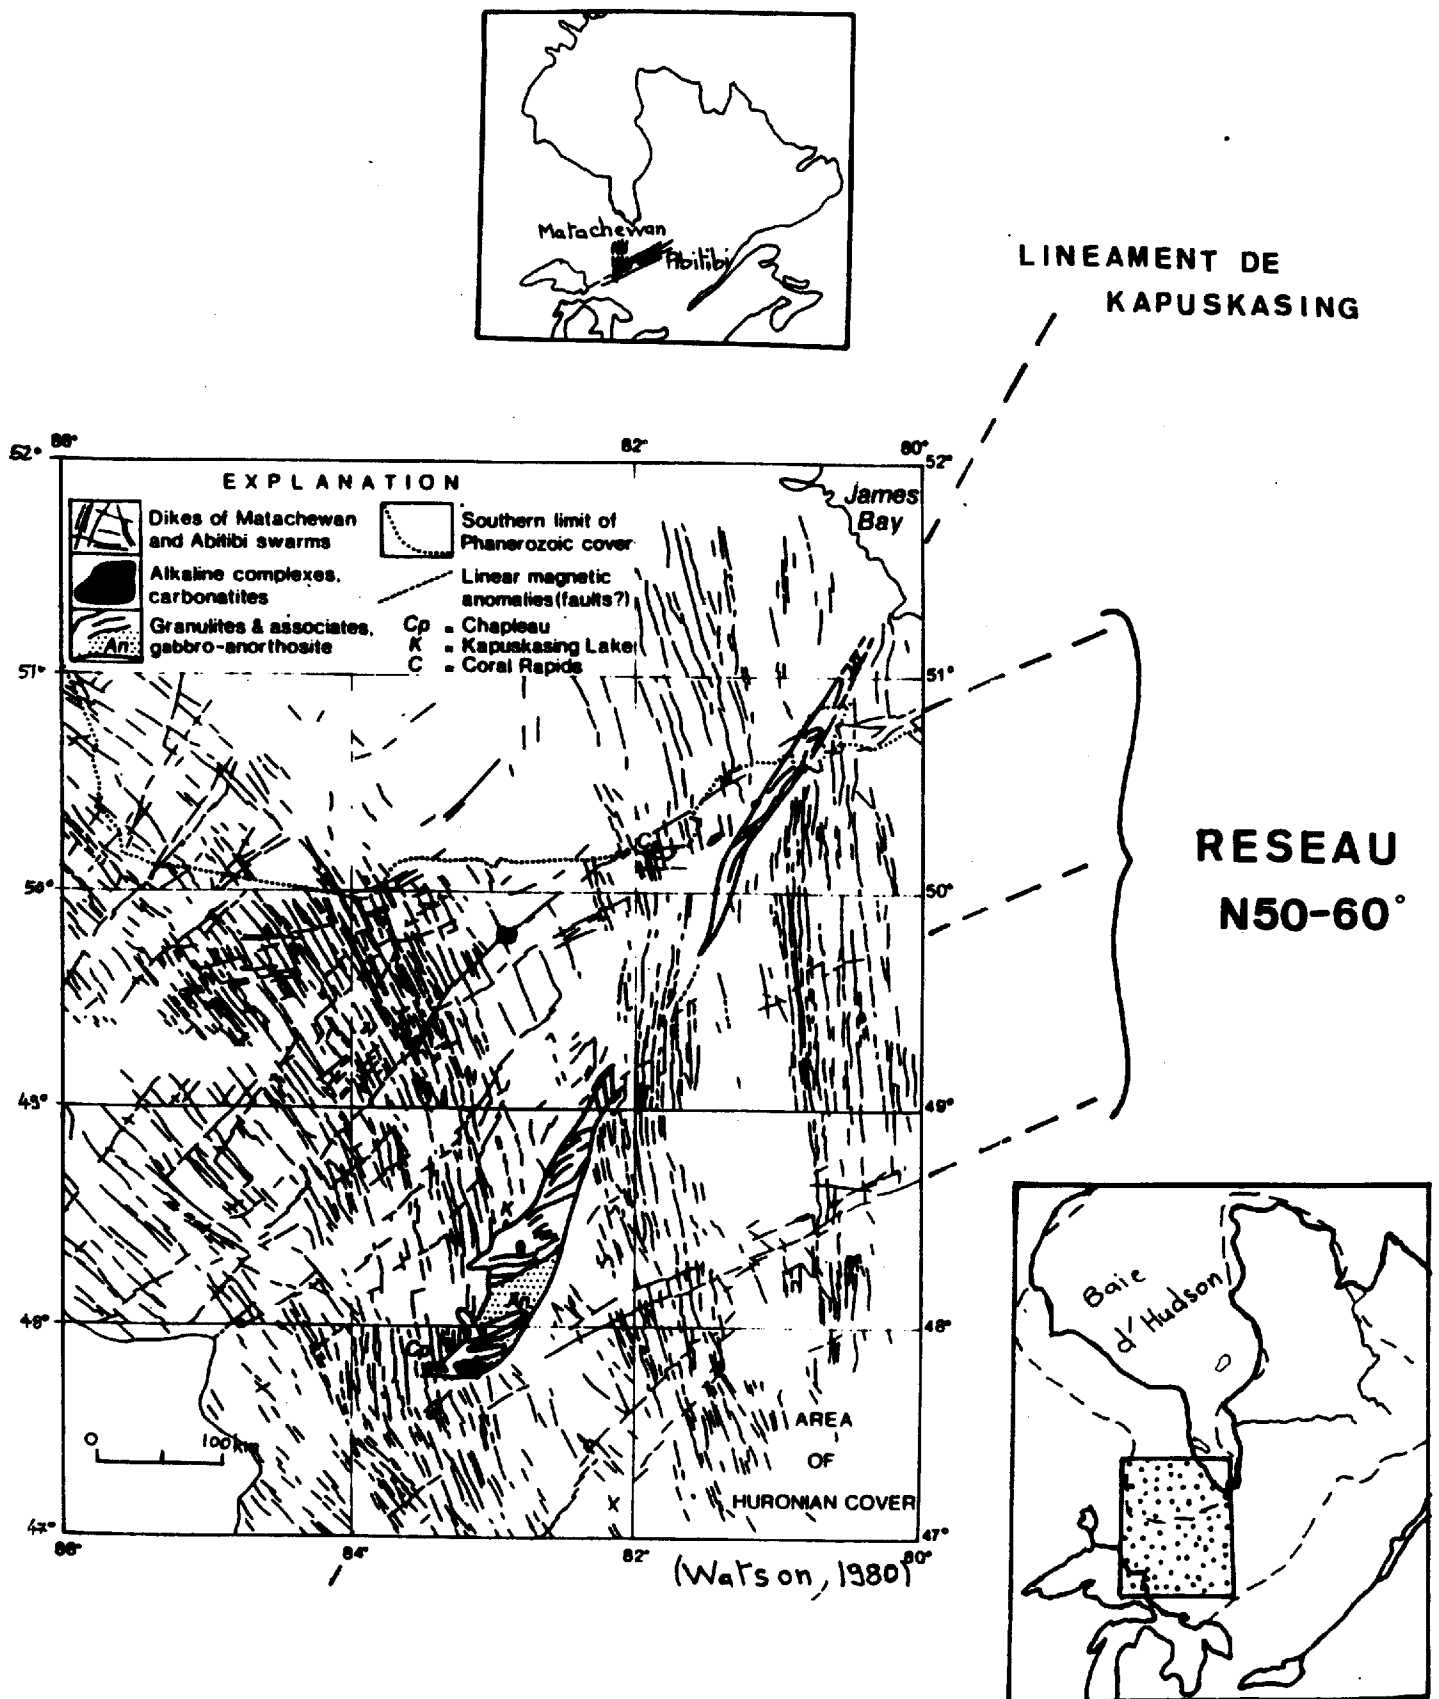 Matachewan
Abitibi
LINEAMENT DE
KAPUSKASING
86°
82°
80°
52°
52°
EXPLANATION
Dikes of Matachewan
and Abitibi swarms
Southern limit of
Phanerozoic cover
Alkaline complexes,
carbonatites
Linear magnetic
anomalies (faults?)
An
Granulites & associates,
gabbro-anorthosite
Cp = Chapleau
K = Kapuskasing Lake
C = Coral Rapids
James
Bay
51°
51°
C
50°
50°
RESEAU
N50-60°
49°
49°
K
An
48°
48°
Cp
0
100km
AREA
OF
HURONIAN COVER
47°
47°
86°
84°
82°
80°
(Watson, 1980)
Baie
d'Hudson